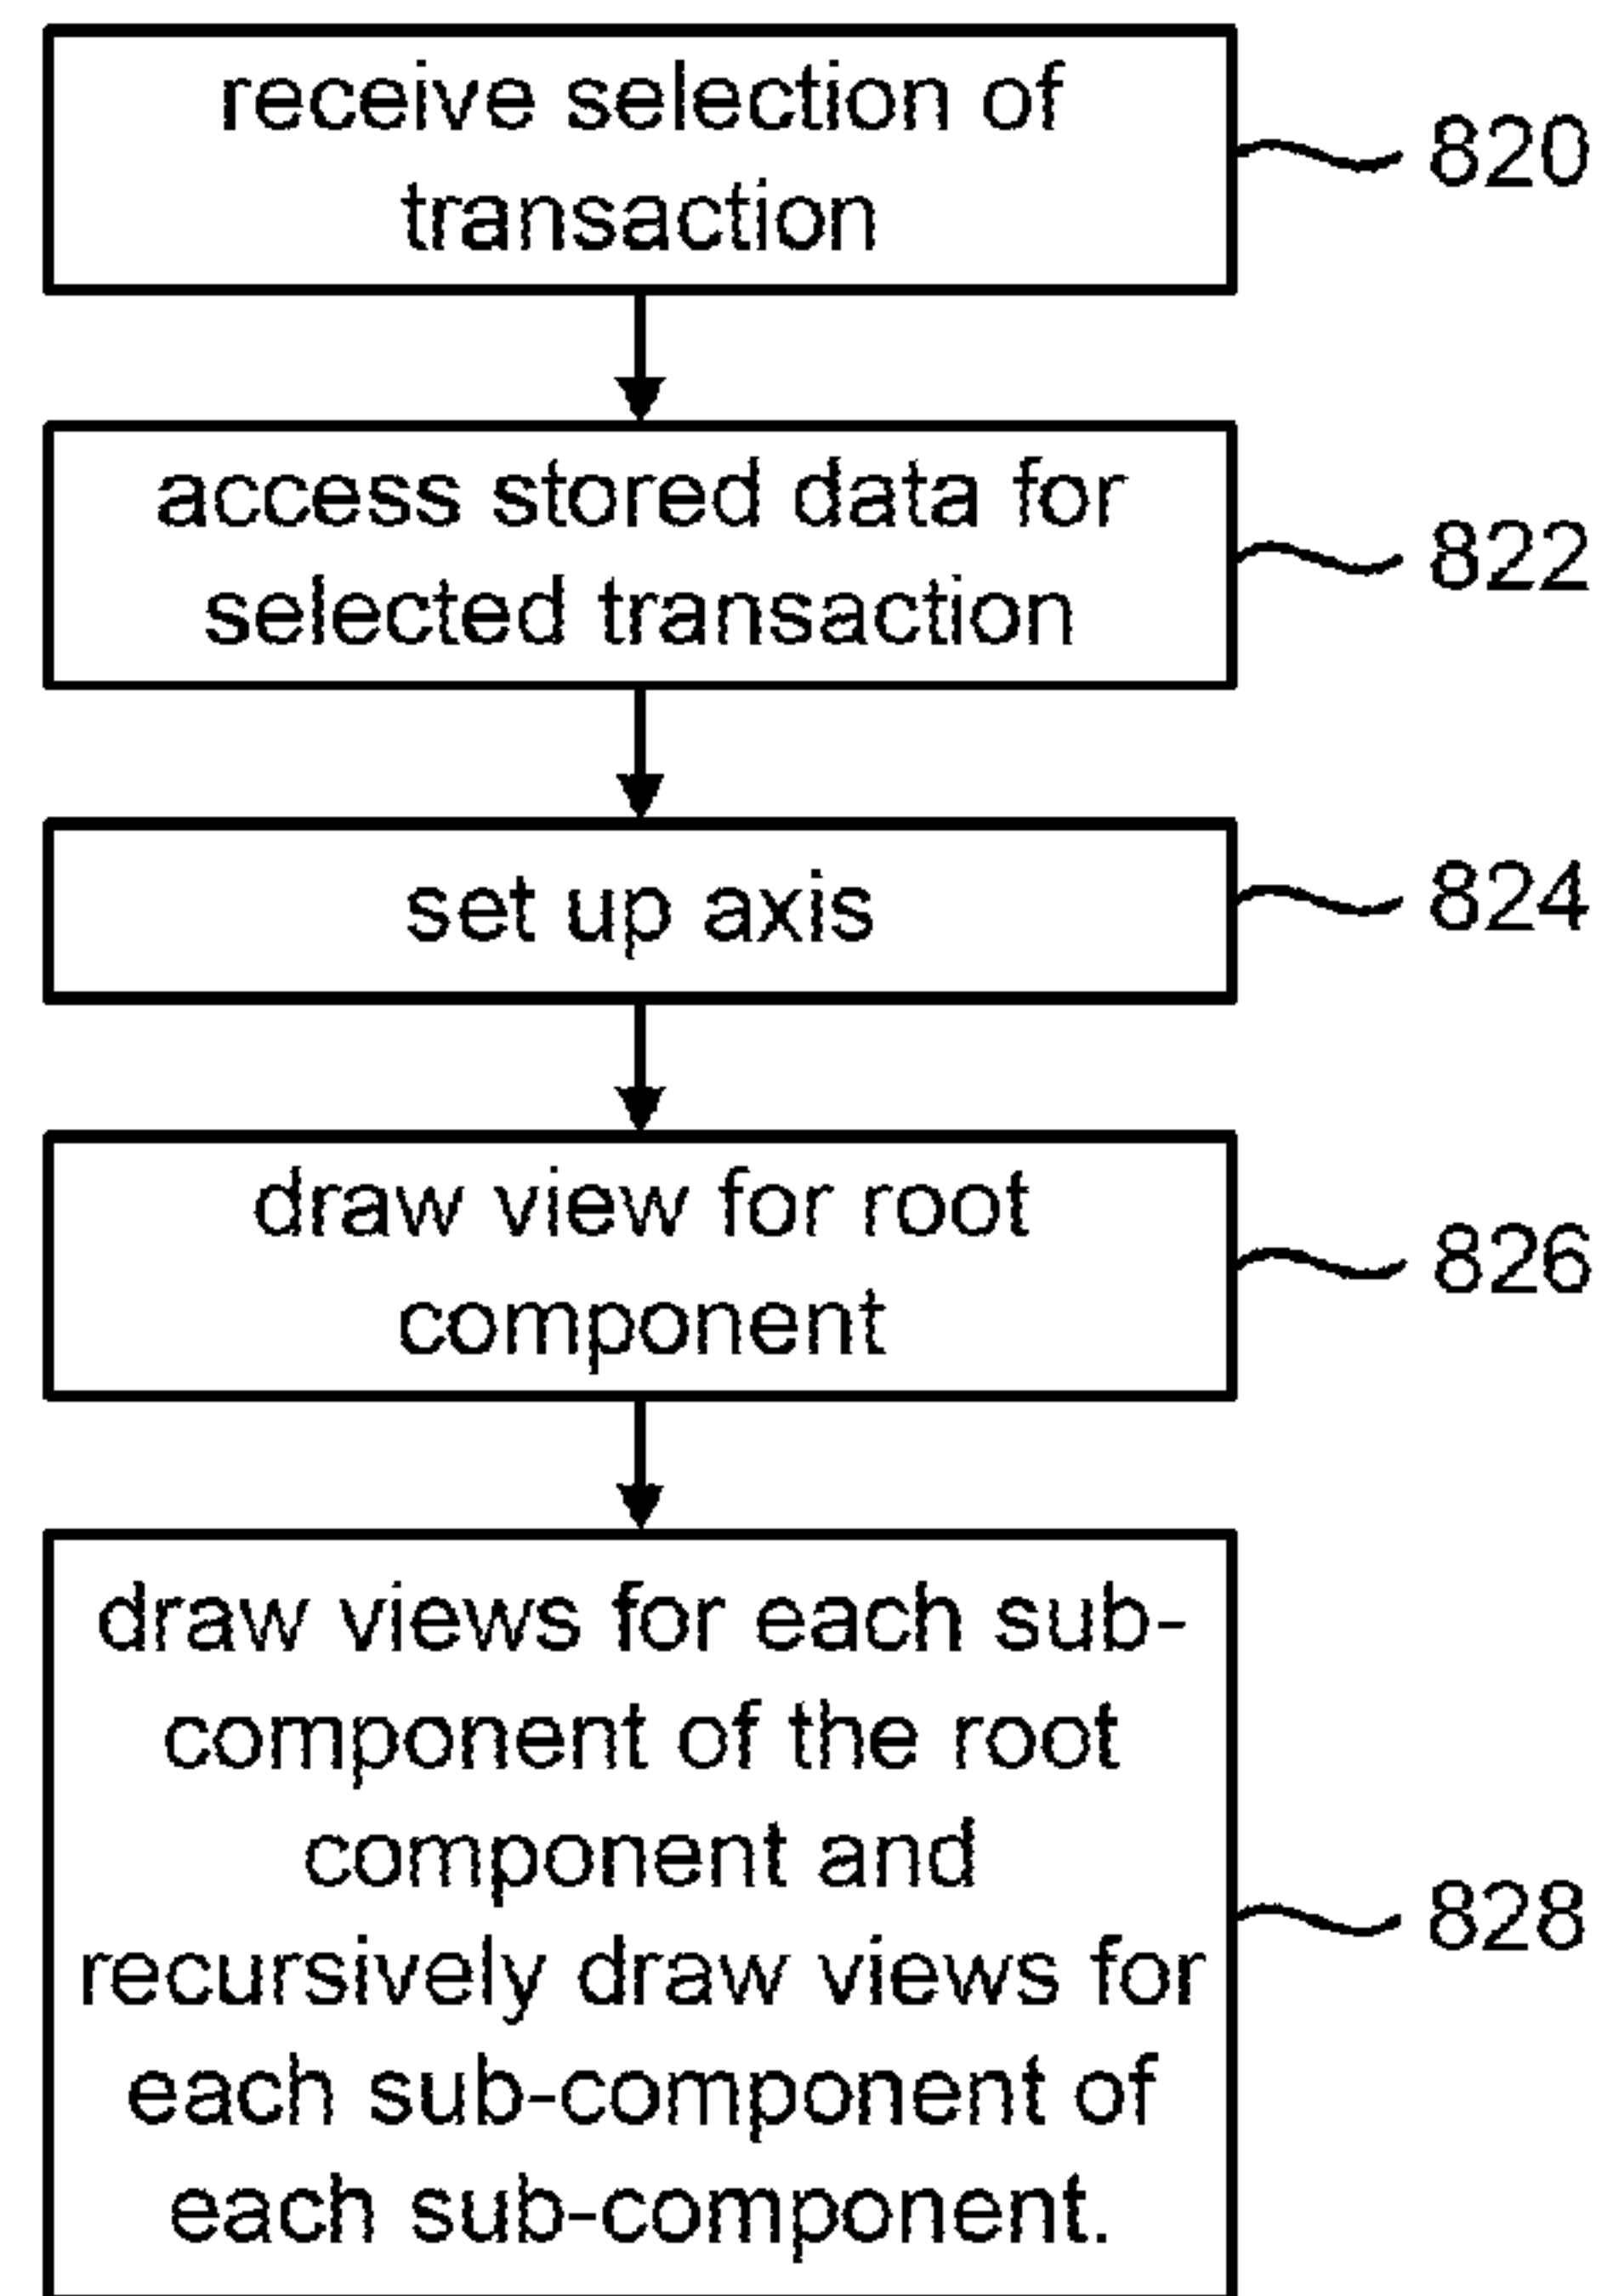 receive selection of
transaction
820
access stored data for
selected transaction
822
set up axis
824
draw view for root
component
826
draw views for each sub-
component of the root
component and
recursively draw views for
each sub-component of
each sub-component.
828